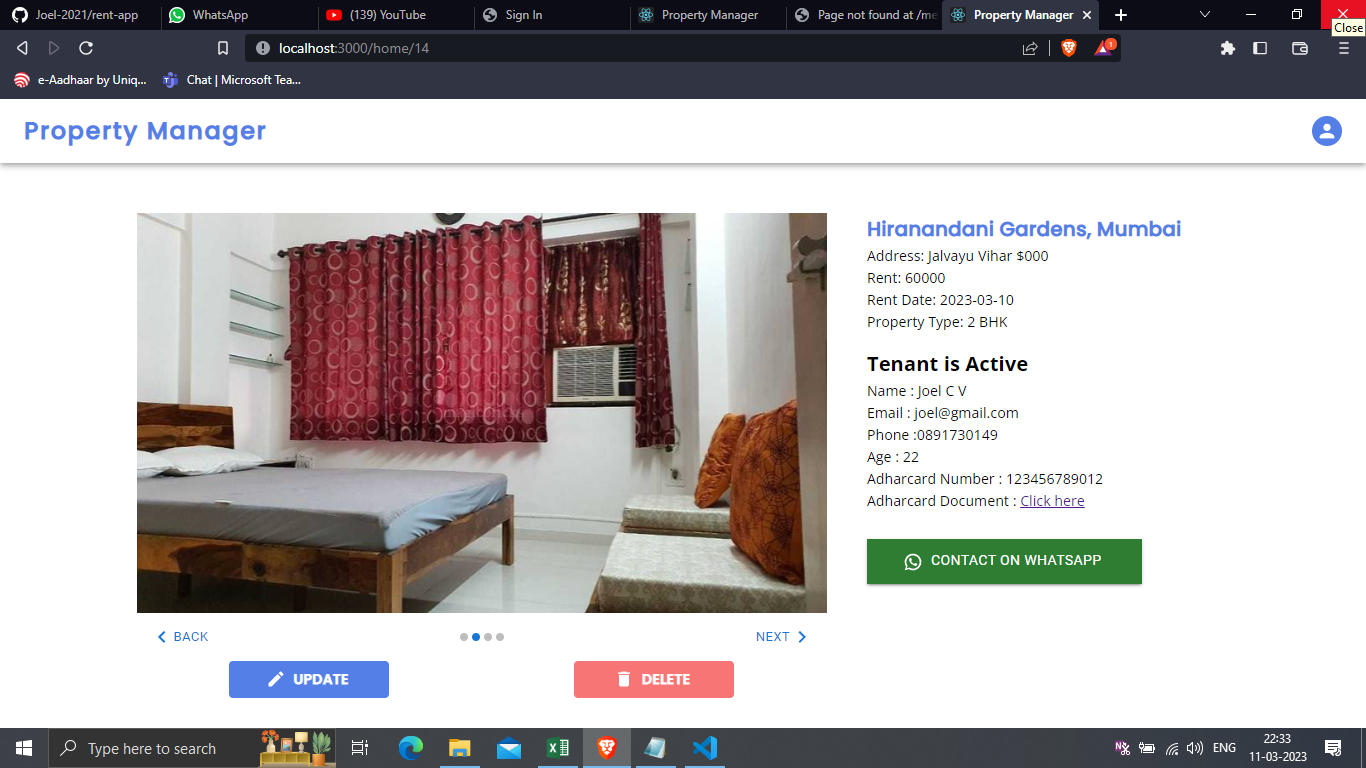 Joel-2021/rent-app
WhatsApp
(139) YouTube
Sign In
Property Manager
Page not found at /me
Property Manager
Close
localhost:3000/home/14
1
e-Aadhaar by Uniq...
Chat | Microsoft Tea...
Property Manager
Hiranandani Gardens, Mumbai
Address: Jalvayu Vihar $000
Rent: 60000
Rent Date: 2023-03-10
Property Type: 2 BHK
Tenant is Active
Name : Joel C V
Email : joel@gmail.com
Phone :0891730149
Age : 22
Adharcard Number : 123456789012
Adharcard Document : Click here
CONTACT ON WHATSAPP
BACK
NEXT
UPDATE
DELETE
Type here to search
ENG
22:33
11-03-2023